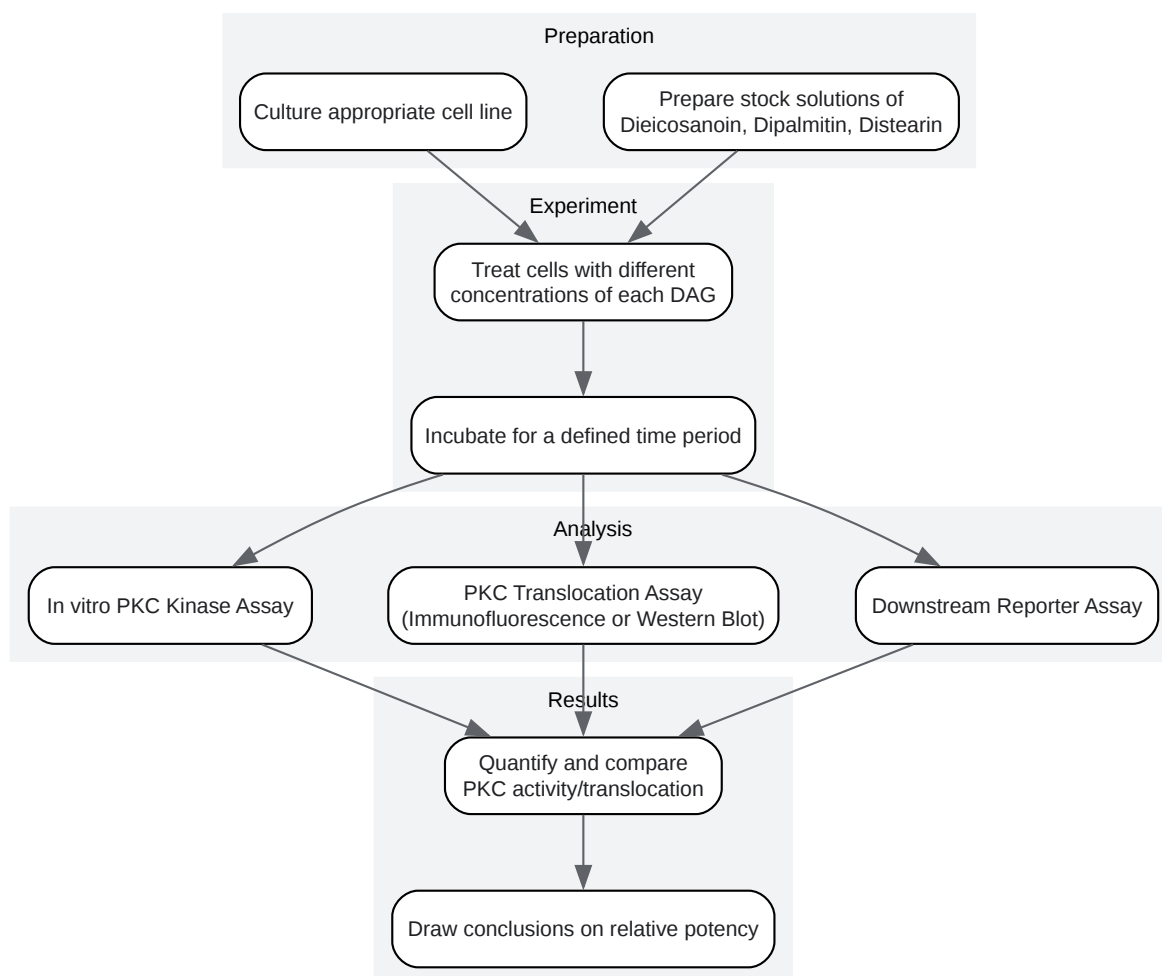 Preparation
Culture appropriate cell line
Prepare stock solutions of
Dieicosanoin, Dipalmitin, Distearin
Experiment
Treat cells with different
concentrations of each DAG
Incubate for a defined time period
Analysis
In vitro PKC Kinase Assay
PKC Translocation Assay
(Immunofluorescence or Western Blot)
Downstream Reporter Assay
Results
Quantify and compare
PKC activity/translocation
Draw conclusions on relative potency